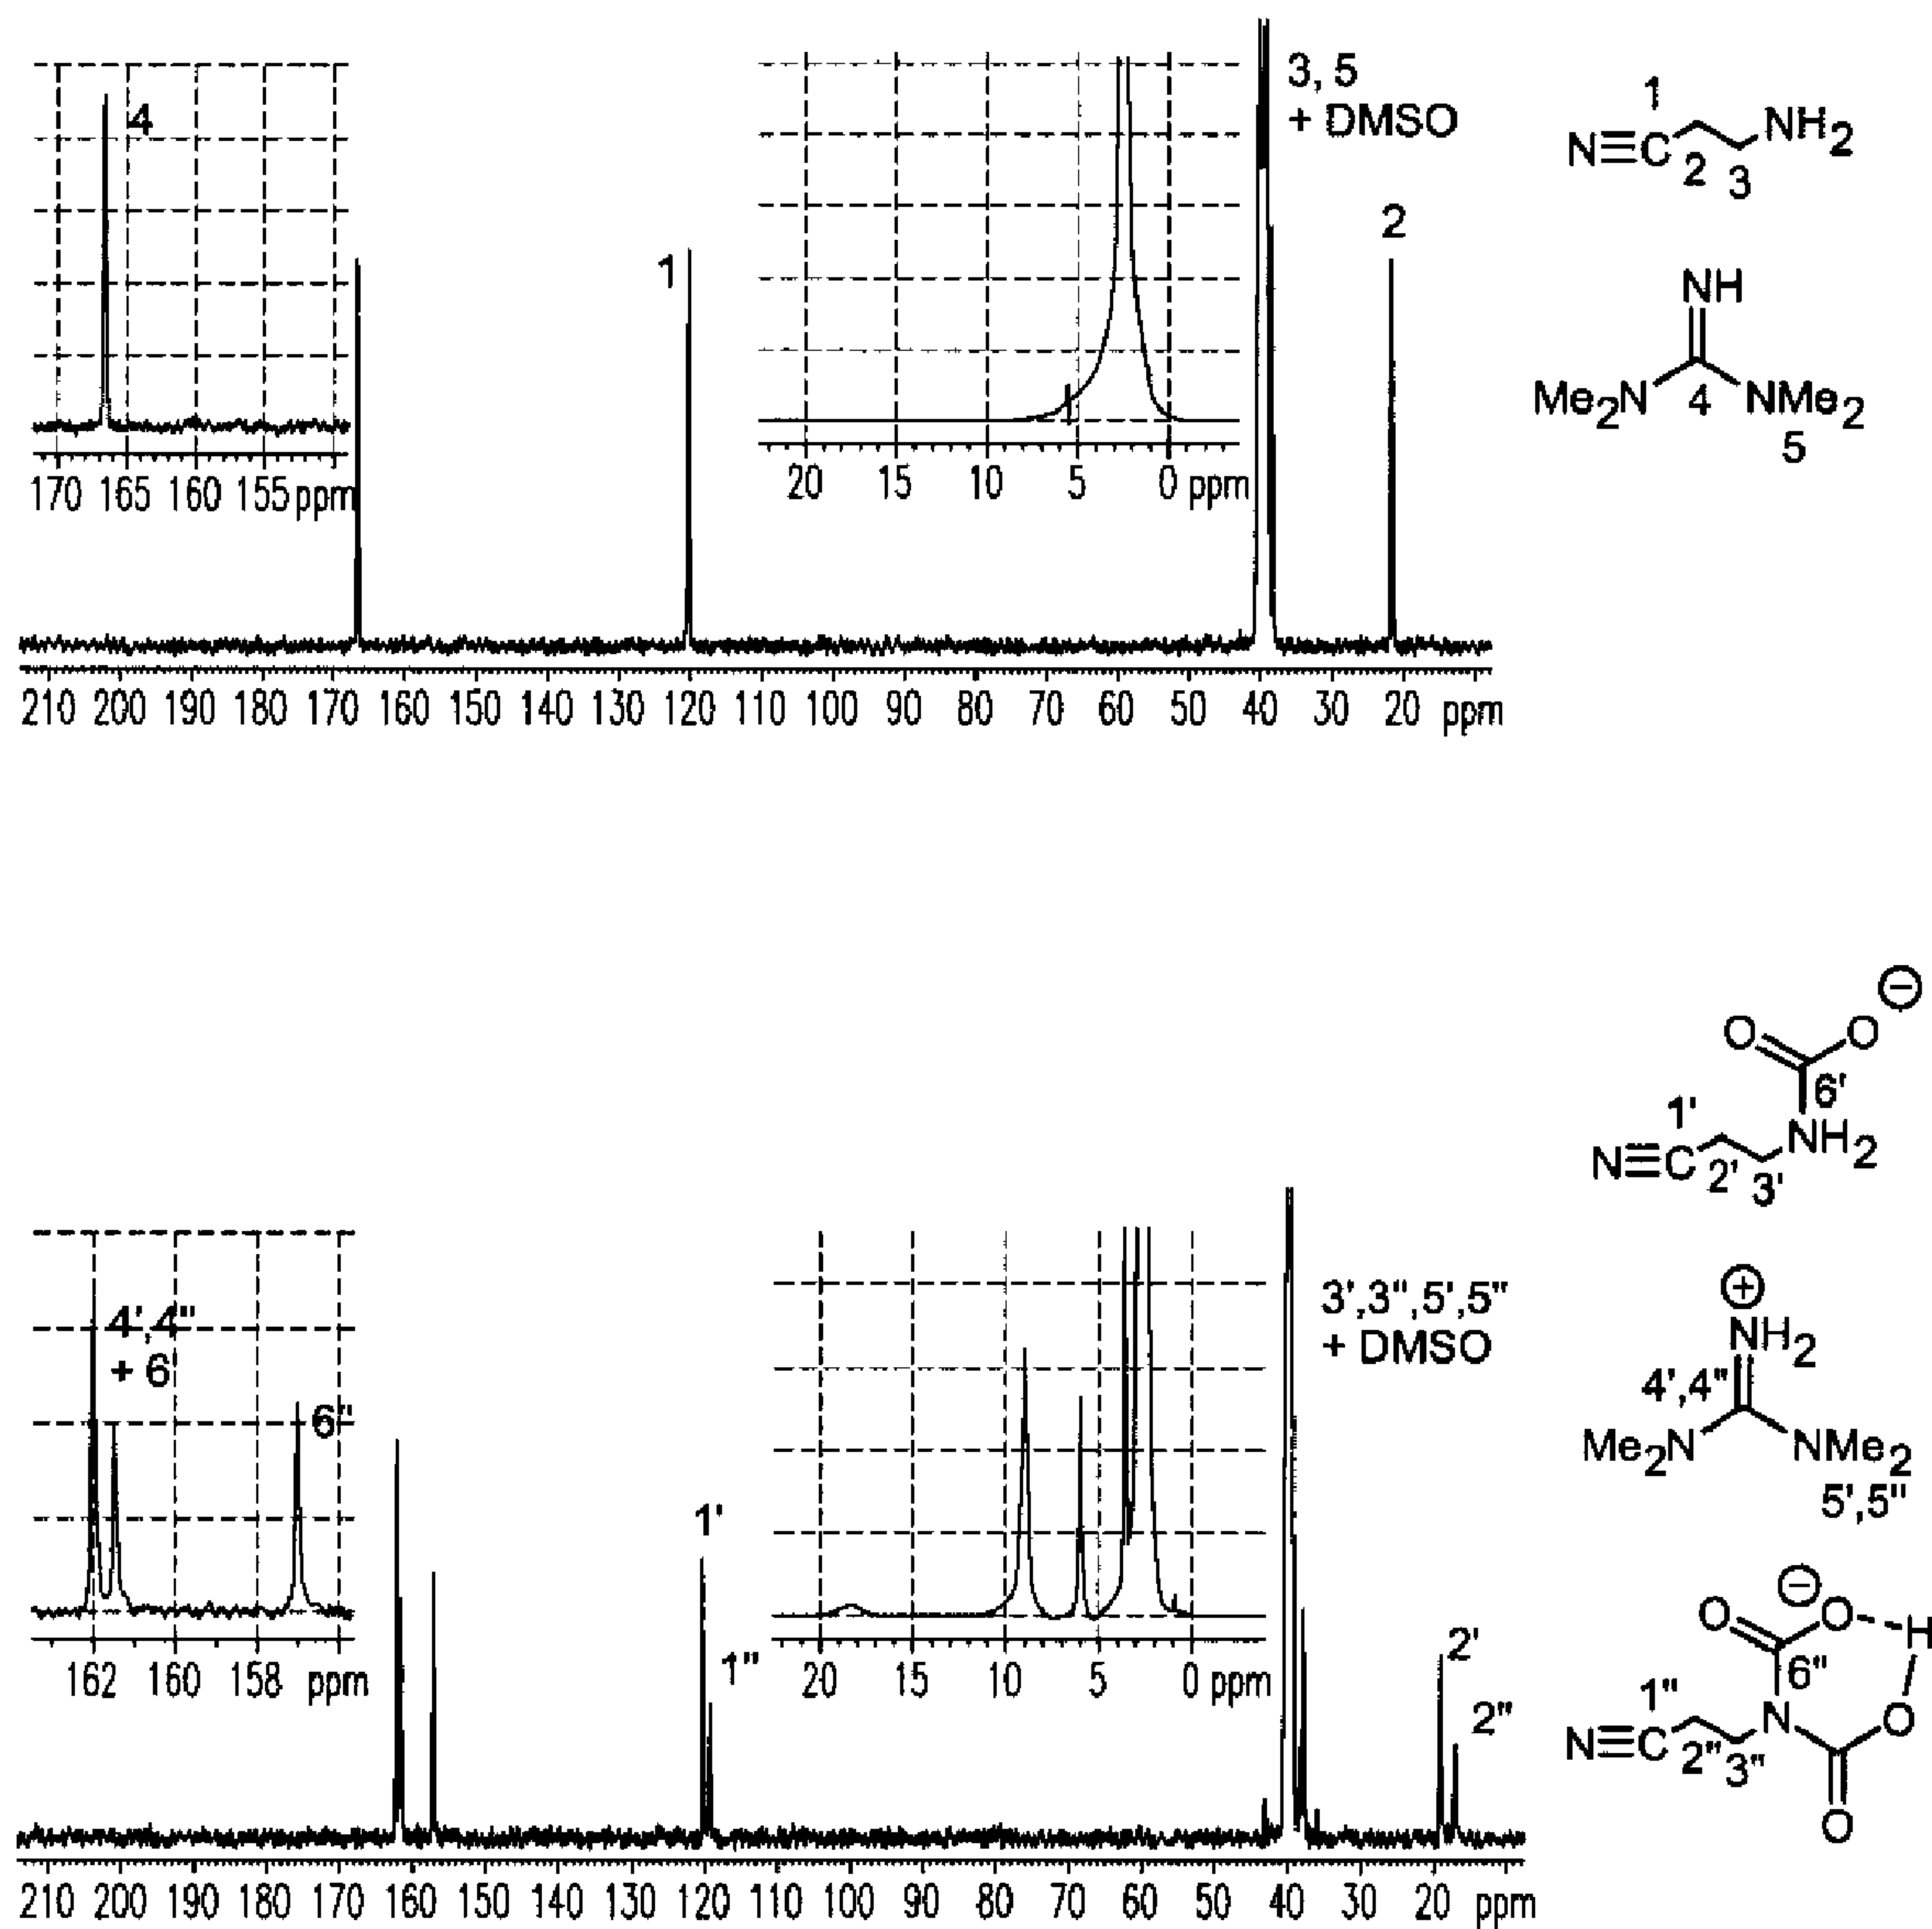 4
170 165 160 155 ppm
1
20 15 10 5 0 ppm
3, 5
+ DMSO
2
210 200 190 180 170 160 150 140 130 120 110 100 90 80 70 60 50 40 30 20 ppm
1
N≡C 2 3 NH2
NH
Me2N 4 NMe2
5
4',4"
+ 6'
6"
162 160 158 ppm
1'
1"
20 15 10 5 0 ppm
3',3",5',5"
+ DMSO
2'
2"
210 200 190 180 170 160 150 140 130 120 110 100 90 80 70 60 50 40 30 20 ppm
⊖
O O
6'
1'
N≡C 2' 3' NH2
⊕
NH2
4',4"
Me2N NMe2
5',5"
⊖
O O H
6"
1"
N O
N≡C 2" 3"
O